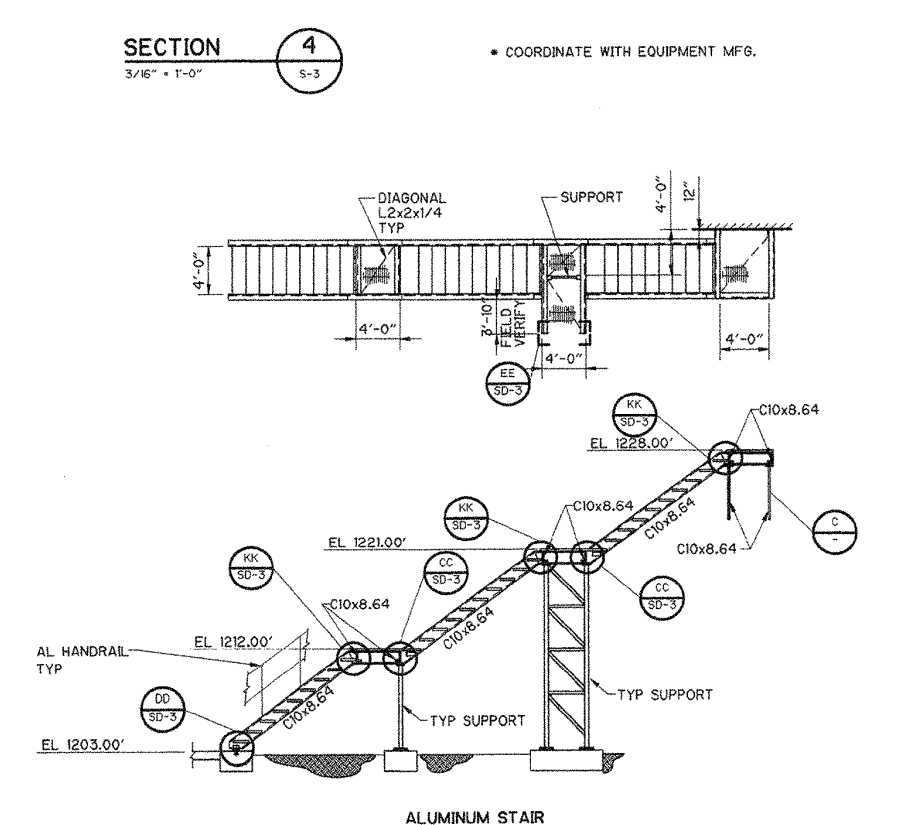 SECTION
4
S-3
3/16" = 1'-0"
* COORDINATE WITH EQUIPMENT MFG.
DIAGONAL
L2x2x1/4
TYP
SUPPORT
4'-0"
12"
4'-0"
4'-0"
3'-10"
FIELD
VERIFY
4'-0"
4'-0"
EE
SD-3
KK
SD-3
C10x8.64
EL 1228.00'
KK
SD-3
C10x8.64
C10x8.64
C10x8.64
C
-
EL 1221.00'
KK
SD-3
CC
SD-3
CC
SD-3
C10x8.64
C10x8.64
EL 1212.00'
AL HANDRAIL
TYP
C10x8.64
DD
SD-3
TYP SUPPORT
TYP SUPPORT
EL 1203.00'
ALUMINUM STAIR